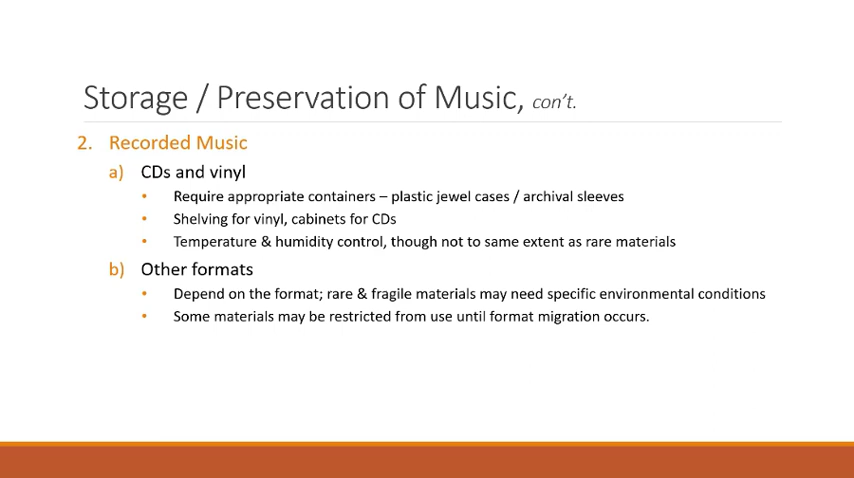 Storage / Preservation of Music, con't.
2. Recorded Music
a) CDs and vinyl
• Require appropriate containers – plastic jewel cases / archival sleeves
• Shelving for vinyl, cabinets for CDs
• Temperature & humidity control, though not to same extent as rare materials
b) Other formats
• Depend on the format; rare & fragile materials may need specific environmental conditions
• Some materials may be restricted from use until format migration occurs.